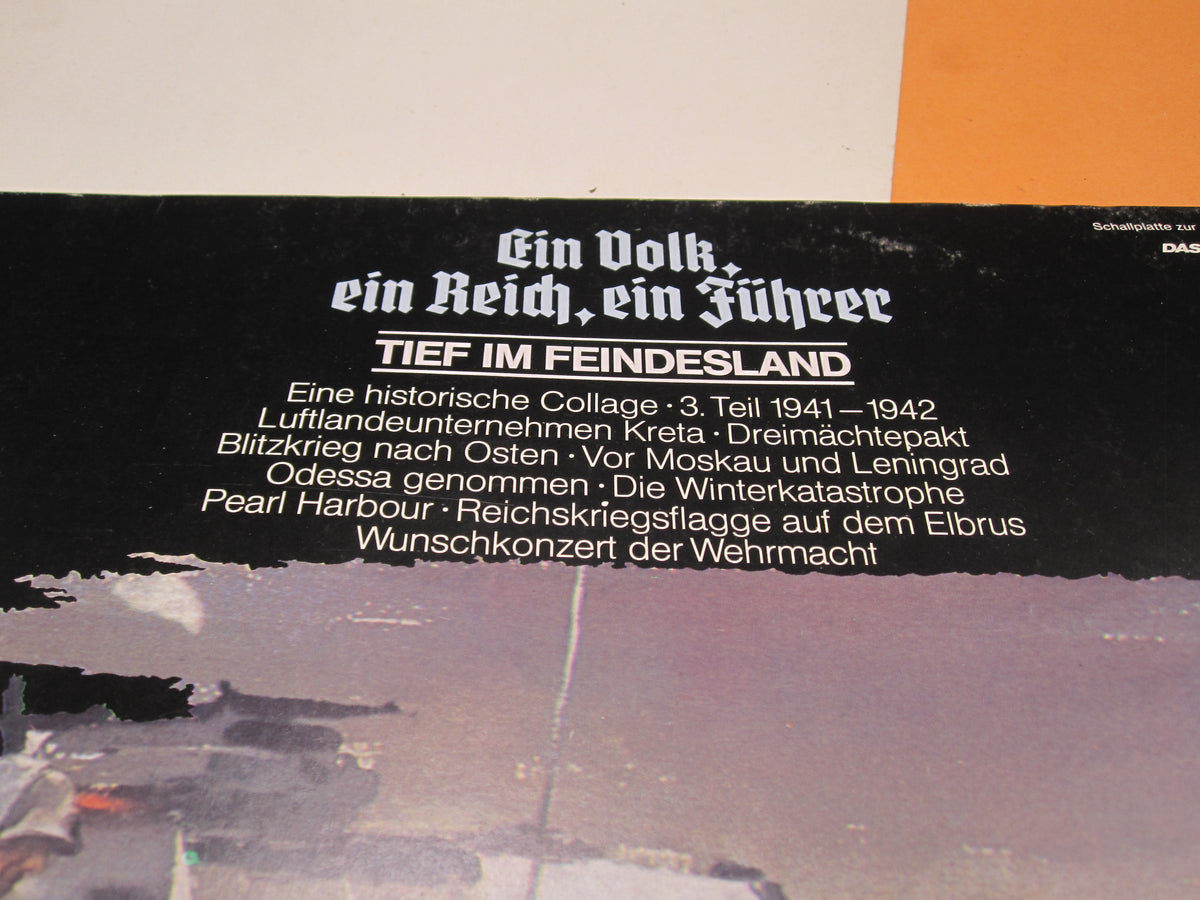 Schallplatte zur
DAS
Ein Volk,
ein Reich, ein Führer
TIEF IM FEINDESLAND
Eine historische Collage · 3. Teil 1941–1942
Luftlandeunternehmen Kreta · Dreimächtepakt
Blitzkrieg nach Osten · Vor Moskau und Leningrad
Odessa genommen · Die Winterkatastrophe
Pearl Harbour · Reichskriegsflagge auf dem Elbrus
Wunschkonzert der Wehrmacht